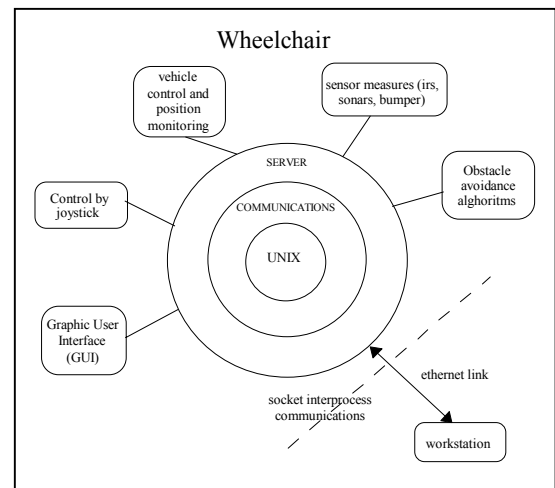 Wheelchair
vehicle
control and
position
monitoring
sensor measures (irs,
sonars, bumper)
SERVER
Obstacle
avoidance
alghoritms
Control by
joystick
COMMUNICATIONS
UNIX
Graphic User
Interface
(GUI)
ethernet link
socket interprocess
communications
workstation